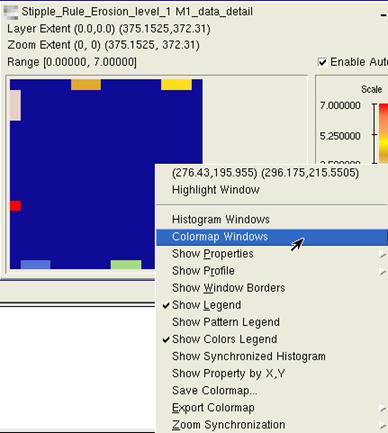 Stipple_Rule_Erosion_level_1 M1_data_detail
Layer Extent (0.0,0.0) (375.1525,372.31)
Zoom Extent (0, 0) (375.1525, 372.31)
Range [0.00000, 7.00000]
Enable Auto
Scale
7.000000
5.250000
3.500000
(276.43,195.955) (296.175,215.5505)
Highlight Window
Histogram Windows
Colormap Windows
Show Properties
Show Profile
Show Window Borders
Show Legend
Show Pattern Legend
Show Colors Legend
Show Synchronized Histogram
Show Property by X,Y
Save Colormap...
Export Colormap
Zoom Synchronization